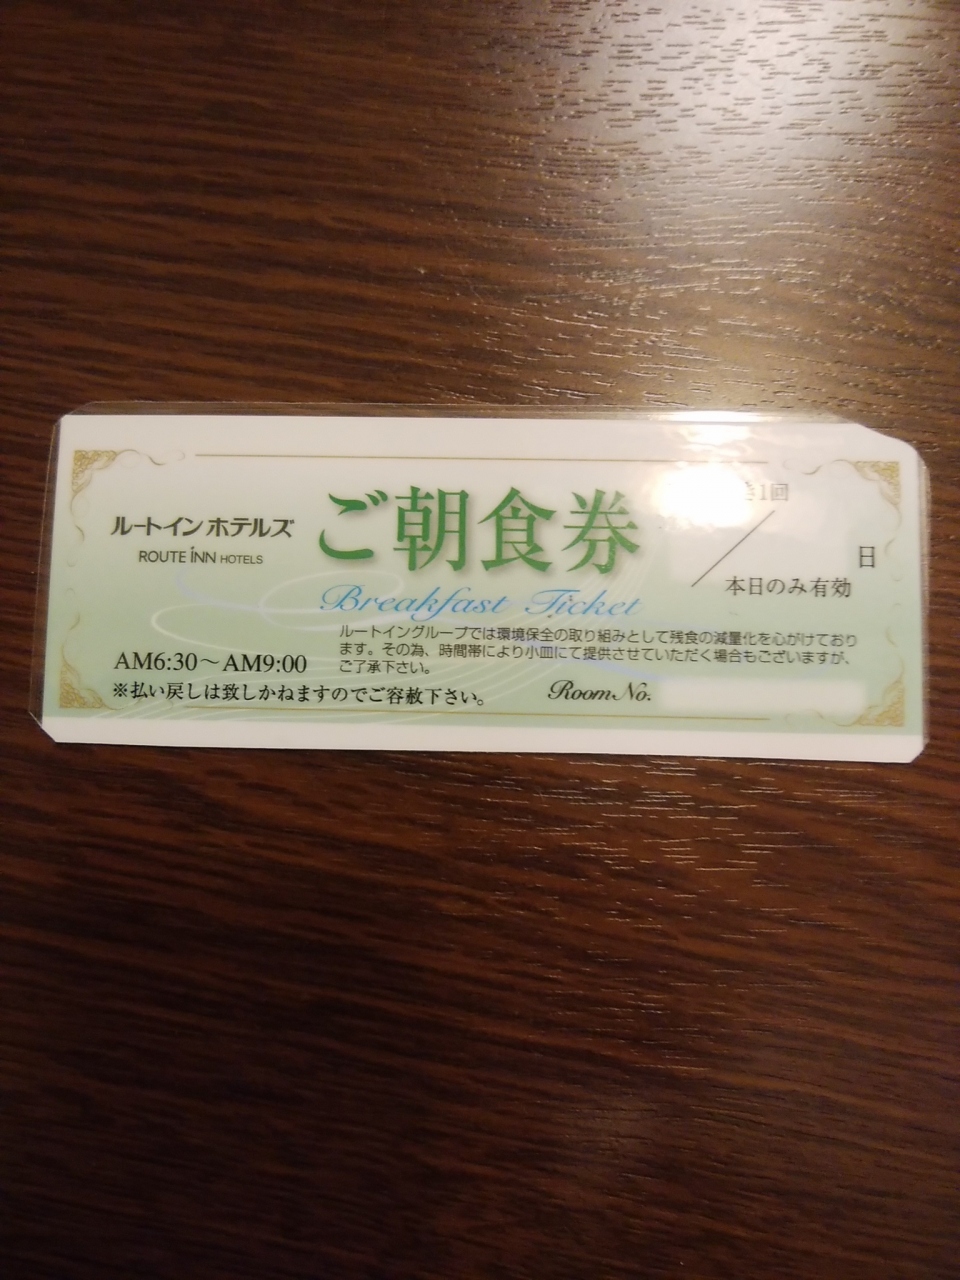 ルートイン ホテルズ
ROUTE INN HOTELS
ご朝食券
Breakfast Ticket
1回
／
日
本日のみ有効
ルートイングループでは環境保全の取り組みとして残食の減量化を心がけており
ます。その為、時間帯により小皿にて提供させていただく場合もございますが、
ご了承下さい。
AM6:30～AM9:00
※払い戻しは致しかねますのでご容赦下さい。
Room No.